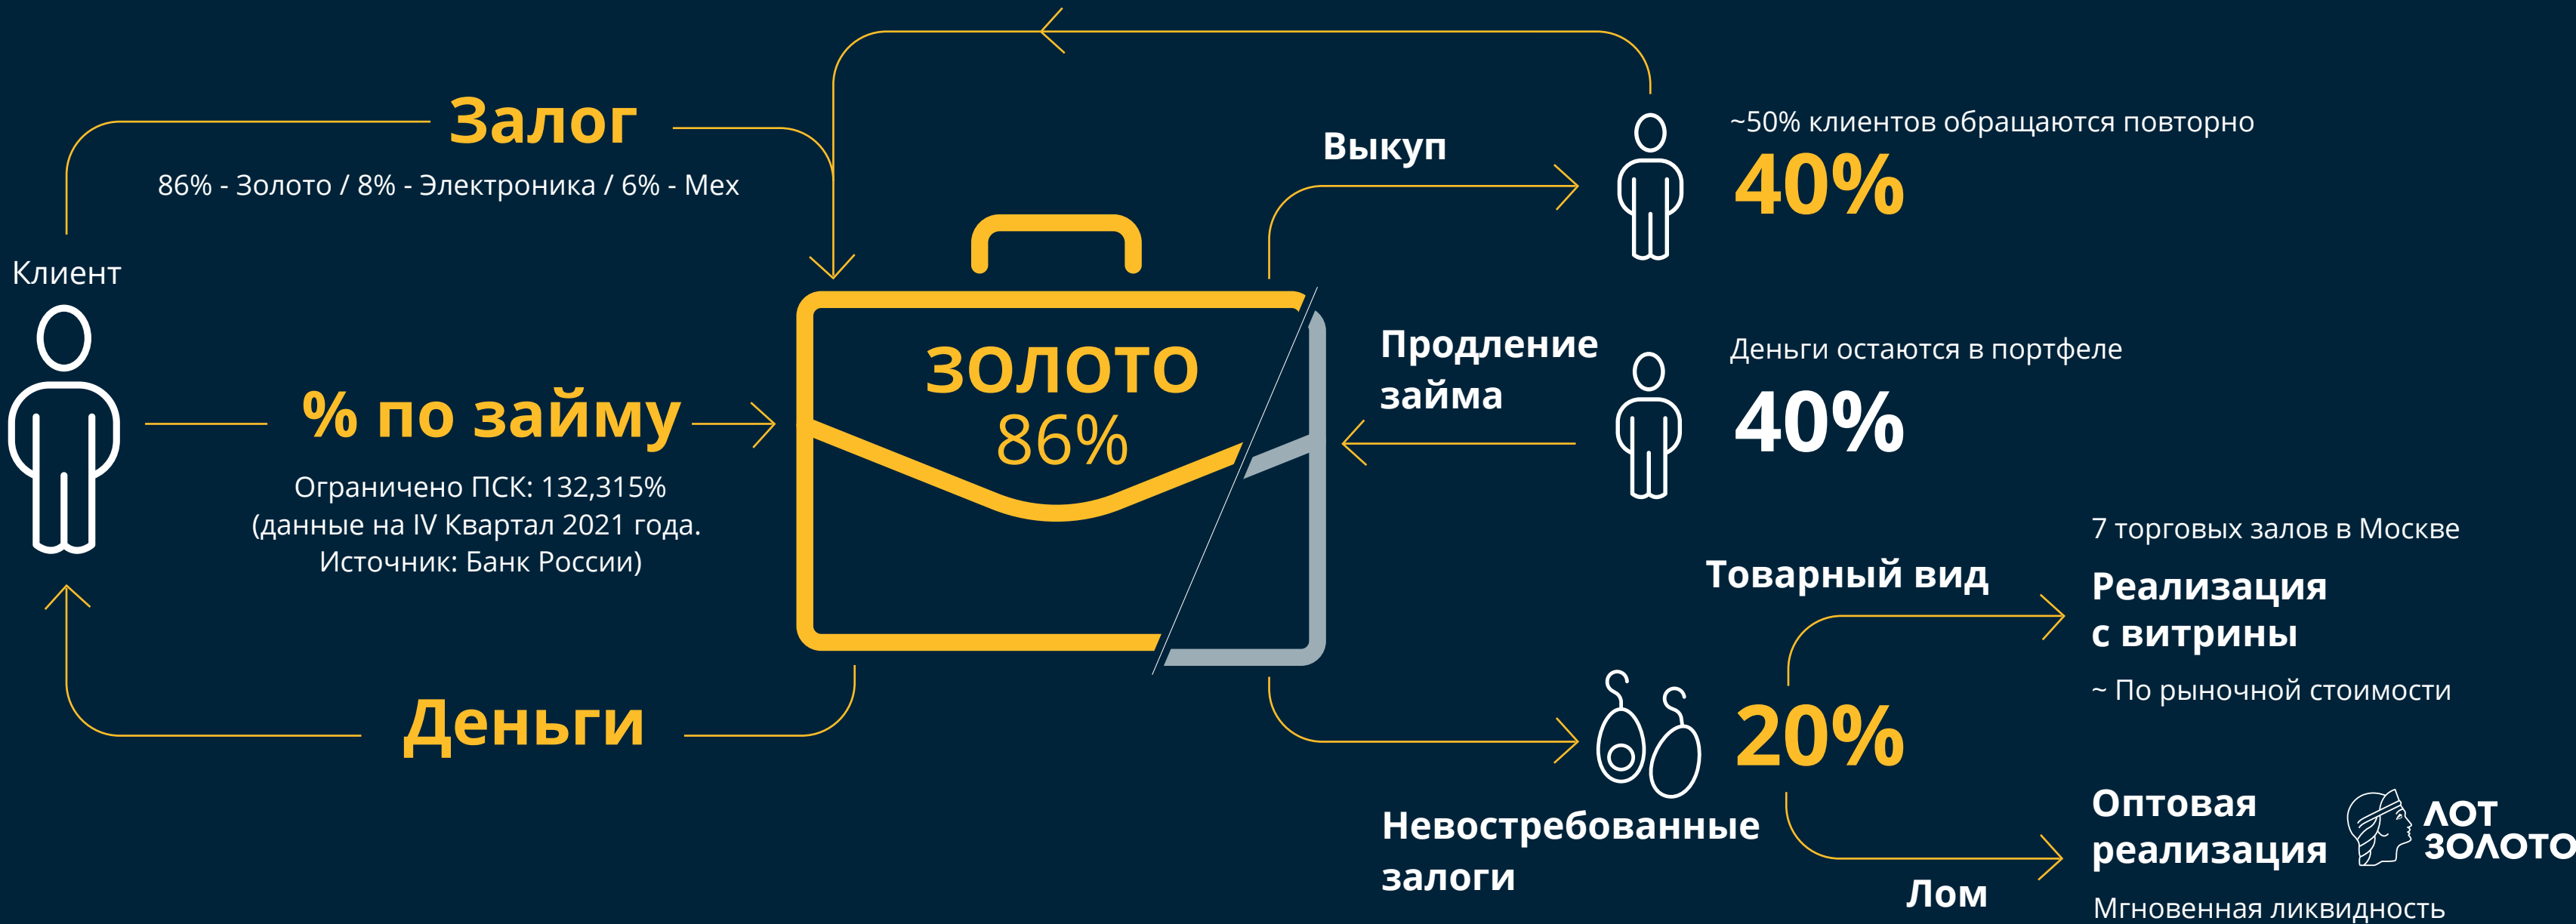 Залог
86% - Золото / 8% - Электроника / 6% - Мех
Клиент
% по займу
Ограничено ПСК: 132,315%
(данные на IV Квартал 2021 года.
Источник: Банк России)
Деньги
ЗОЛОТО
86%
Выкуп
~50% клиентов обращаются повторно
40%
Продление
займа
Деньги остаются в портфеле
40%
Невостребованные
залоги
20%
Товарный вид
7 торговых залов в Москве
Реализация
с витрины
~ По рыночной стоимости
Лом
Оптовая
реализация
ЛОТ
ЗОЛОТО
Мгновенная ликвидность